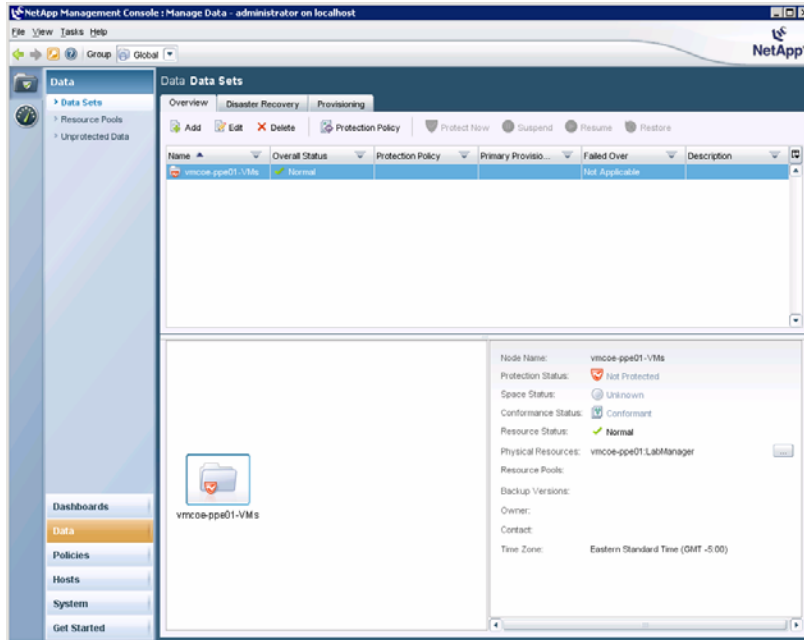 NetApp Management Console : Manage Data - administrator on localhost
File View Tasks Help
Group Global
NetApp
Data
Data Sets
Resource Pools
Unprotected Data
Dashboards
Data
Policies
Hosts
System
Get Started
Data Data Sets
Overview Disaster Recovery Provisioning
Add Edit Delete Protection Policy Protect Now Suspend Resume Restore
Name Overall Status Protection Policy Primary Provisio... Failed Over Description
vmcoe-ppe01-VMs Normal Not Applicable
vmcoe-ppe01-VMs
Node Name: vmcoe-ppe01-VMs
Protection Status: Not Protected
Space Status: Unknown
Conformance Status: Conformant
Resource Status: Normal
Physical Resources: vmcoe-ppe01:LabManager ...
Resource Pools:
Backup Versions:
Owner:
Contact:
Time Zone: Eastern Standard Time (GMT -5:00)